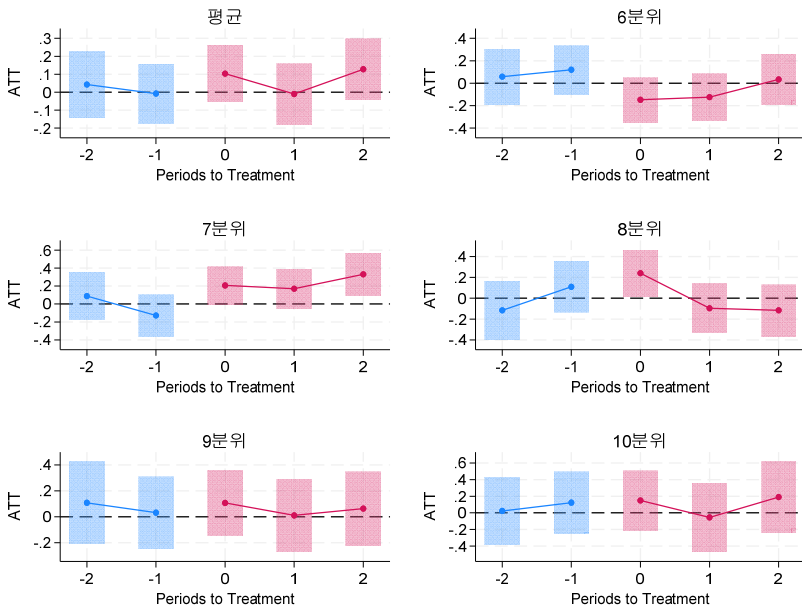 평균
.3
.2
.1
0
-.1
-.2
ATT
-2 -1 0 1 2
Periods to Treatment
6분위
.4
.2
0
-.2
-.4
ATT
-2 -1 0 1 2
Periods to Treatment
7분위
.6
.4
.2
0
-.2
-.4
ATT
-2 -1 0 1 2
Periods to Treatment
8분위
.4
.2
0
-.2
-.4
ATT
-2 -1 0 1 2
Periods to Treatment
9분위
.4
.2
0
-.2
ATT
-2 -1 0 1 2
Periods to Treatment
10분위
.6
.4
.2
0
-.2
-.4
ATT
-2 -1 0 1 2
Periods to Treatment